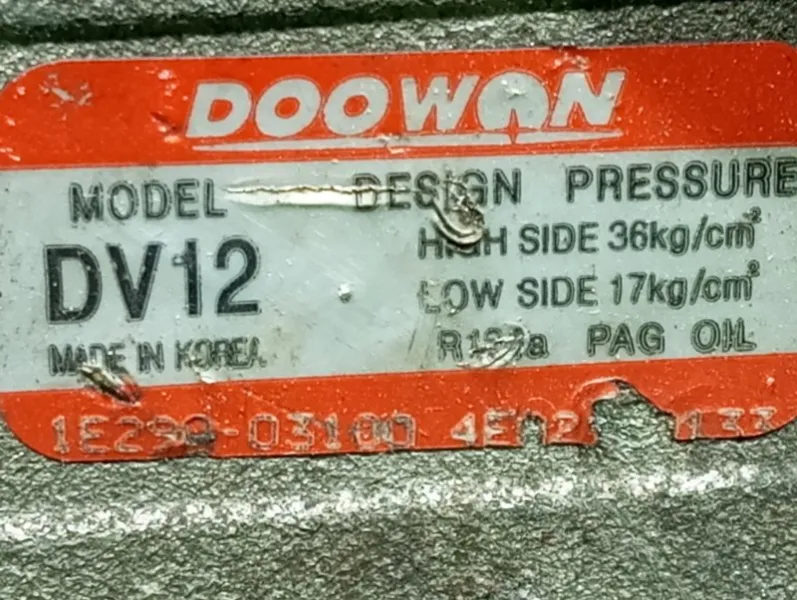 DOOWON
MODEL DESIGN PRESSURE
DV12 HIGH SIDE 36kg/cm²
LOW SIDE 17kg/cm²
MADE IN KOREA R134a PAG OIL
03100